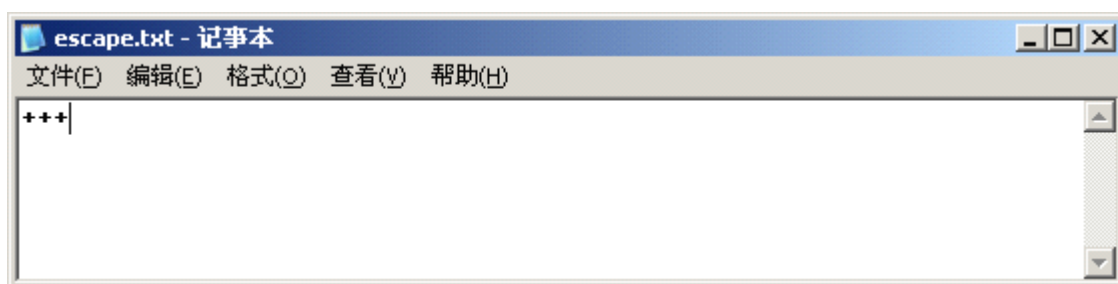 escape.txt - 记事本
文件(F) 编辑(E) 格式(O) 查看(V) 帮助(H)
+++